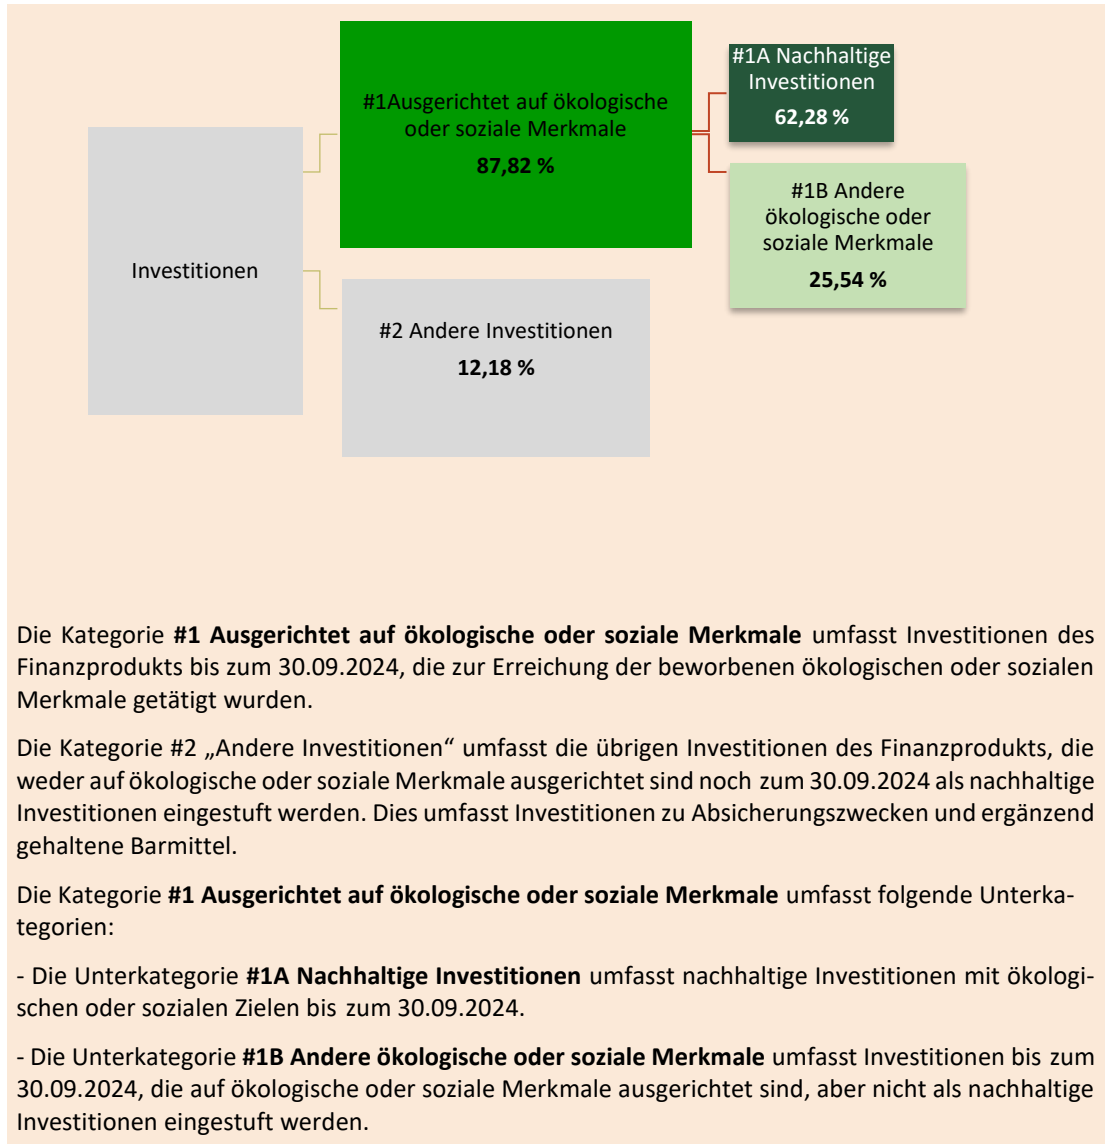 #1A Nachhaltige
Investitionen
62,28 %
#1Ausgerichtet auf ökologische
oder soziale Merkmale
87,82 %
#1B Andere
ökologische oder
soziale Merkmale
25,54 %
Investitionen
#2 Andere Investitionen
12,18 %
Die Kategorie #1 Ausgerichtet auf ökologische oder soziale Merkmale umfasst Investitionen des
Finanzprodukts bis zum 30.09.2024, die zur Erreichung der beworbenen ökologischen oder sozialen
Merkmale getätigt wurden.
Die Kategorie #2 „Andere Investitionen“ umfasst die übrigen Investitionen des Finanzprodukts, die
weder auf ökologische oder soziale Merkmale ausgerichtet sind noch zum 30.09.2024 als nachhaltige
Investitionen eingestuft werden. Dies umfasst Investitionen zu Absicherungszwecken und ergänzend
gehaltene Barmittel.
Die Kategorie #1 Ausgerichtet auf ökologische oder soziale Merkmale umfasst folgende Unterka-
tegorien:
- Die Unterkategorie #1A Nachhaltige Investitionen umfasst nachhaltige Investitionen mit ökologi-
schen oder sozialen Zielen bis zum 30.09.2024.
- Die Unterkategorie #1B Andere ökologische oder soziale Merkmale umfasst Investitionen bis zum
30.09.2024, die auf ökologische oder soziale Merkmale ausgerichtet sind, aber nicht als nachhaltige
Investitionen eingestuft werden.